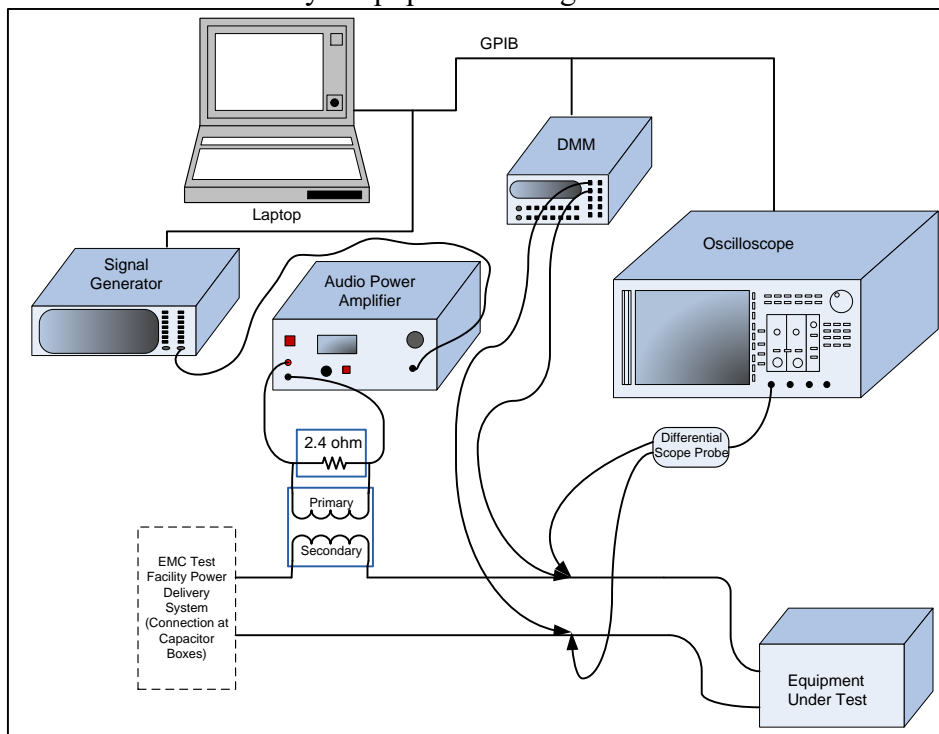 GPIB
DMM
Laptop
Oscilloscope
Signal
Generator
Audio Power
Amplifier
2.4 ohm
Differential
Scope Probe
Primary
Secondary
EMC Test
Facility Power
Delivery
System
(Connection at
Capacitor
Boxes)
Equipment
Under Test